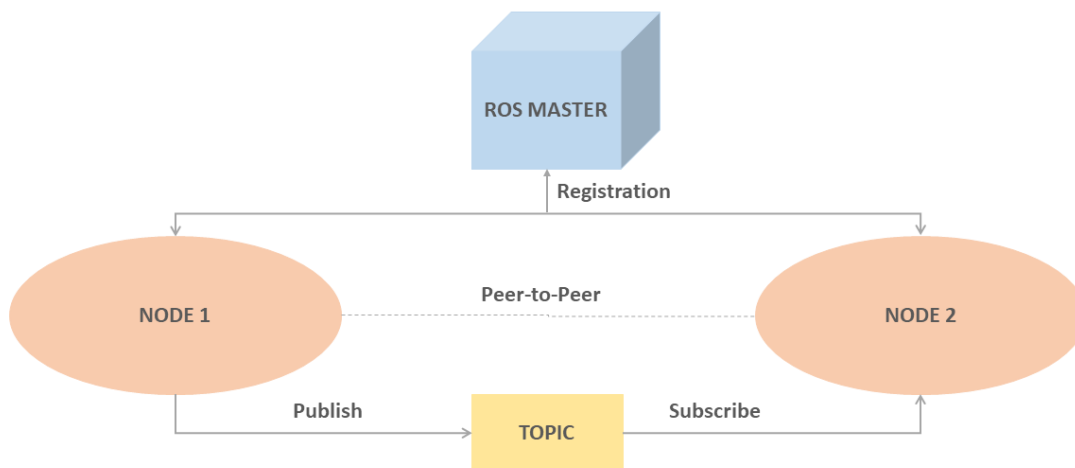 ROS MASTER
Registration
Peer-to-Peer
NODE 1
NODE 2
Publish
TOPIC
Subscribe